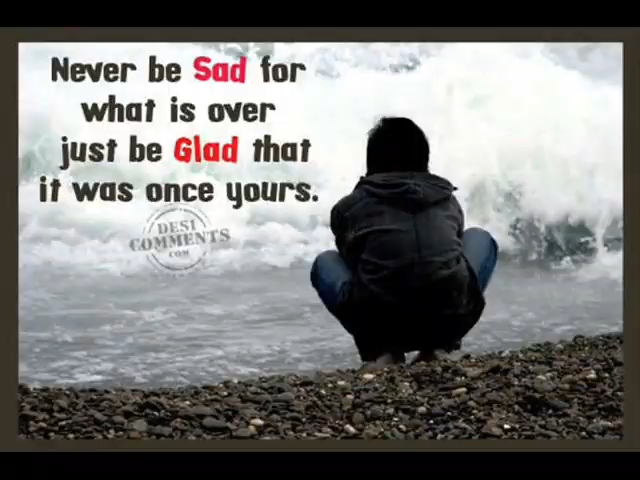 Never be Sad for
what is over
just be Glad that
it was once yours.
DESI
COMMENTS
.COM